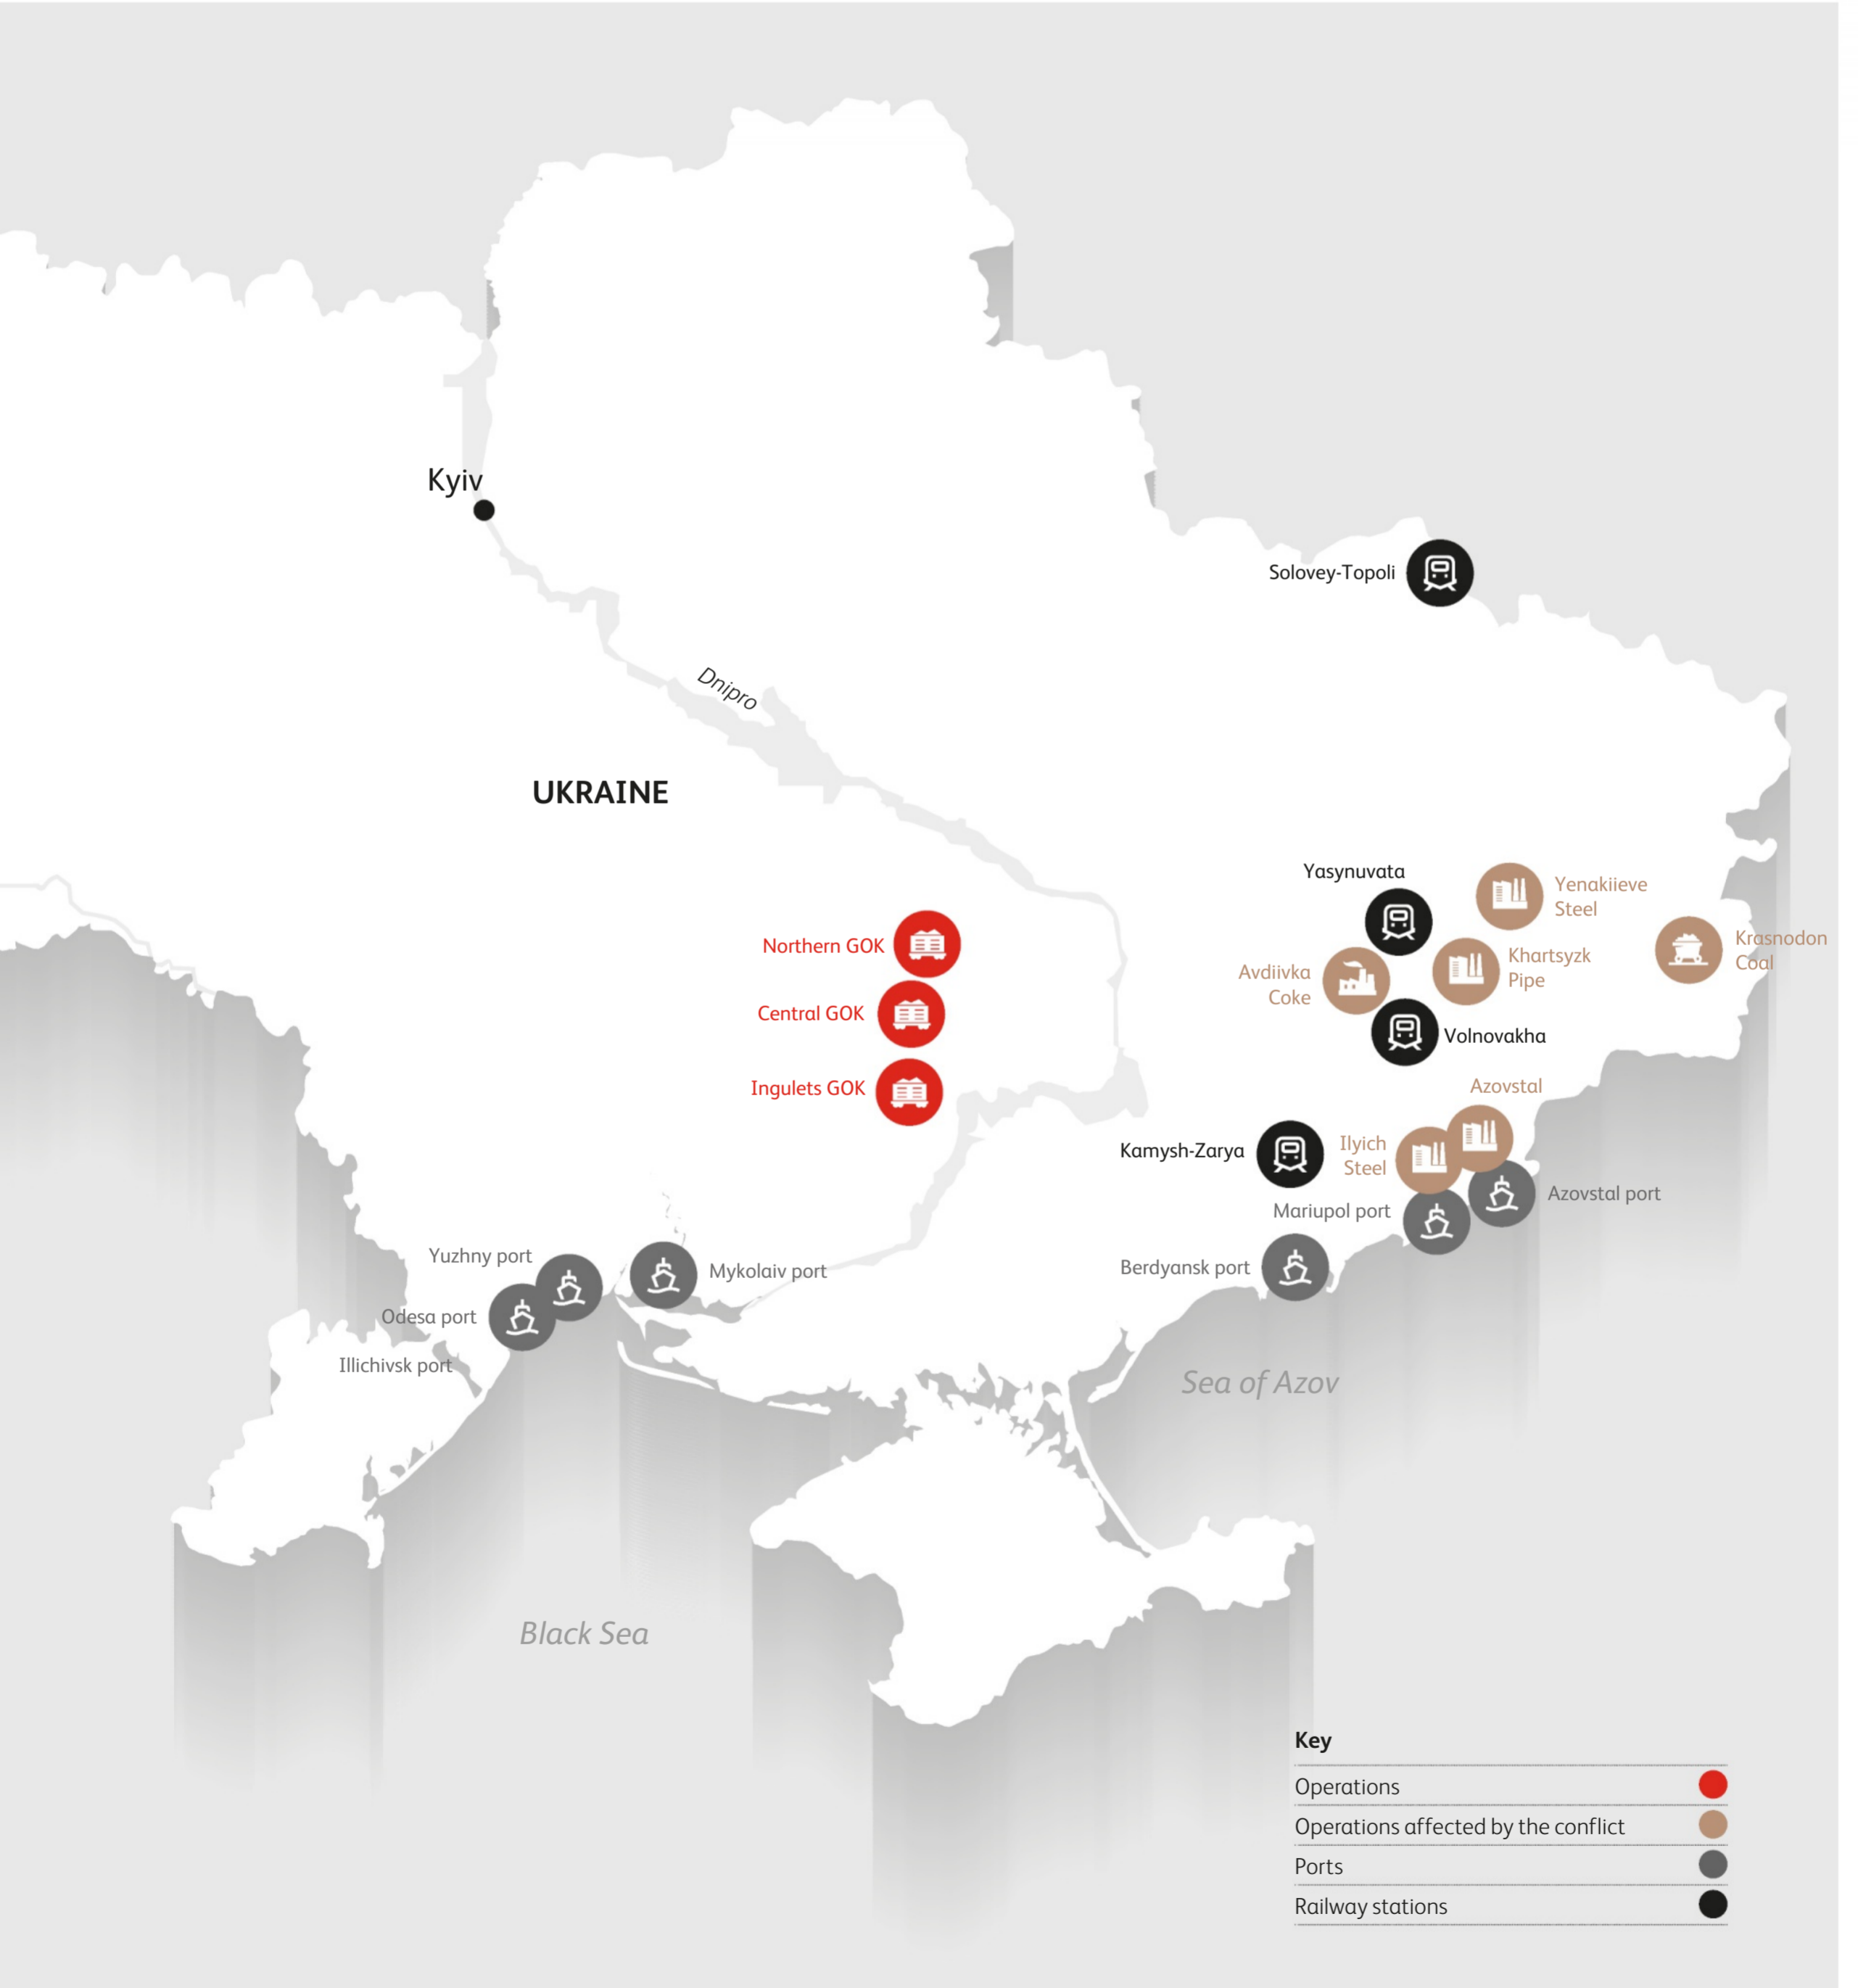 Kyiv
Solovey-Topoli
Dnipro
UKRAINE
Yasynuvata
Yenakiieve
Steel
Northern GOK
Krasnodon
Coal
Khartsyzk
Pipe
Avdiivka
Coke
Central GOK
Volnovakha
Ingulets GOK
Azovstal
Kamysh-Zarya
Ilyich
Steel
Azovstal port
Mariupol port
Yuzhny port
Mykolaiv port
Berdyansk port
Odesa port
Illichivsk port
Sea of Azov
Black Sea
Key
Operations
Operations affected by the conflict
Ports
Railway stations